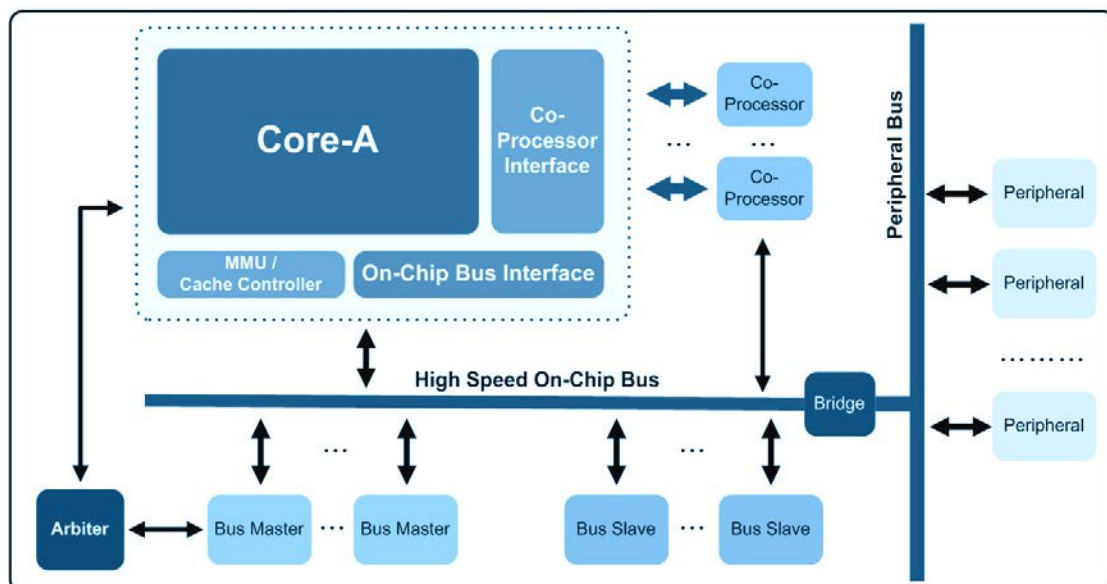 Core-A
Co-
Processor
Interface
MMU /
Cache Controller
On-Chip Bus Interface
Co-
Processor
... ...
Co-
Processor
Peripheral Bus
Peripheral
Peripheral
.........
Peripheral
High Speed On-Chip Bus
Bridge
... ...
Arbiter
Bus Master ... Bus Master
Bus Slave ... Bus Slave